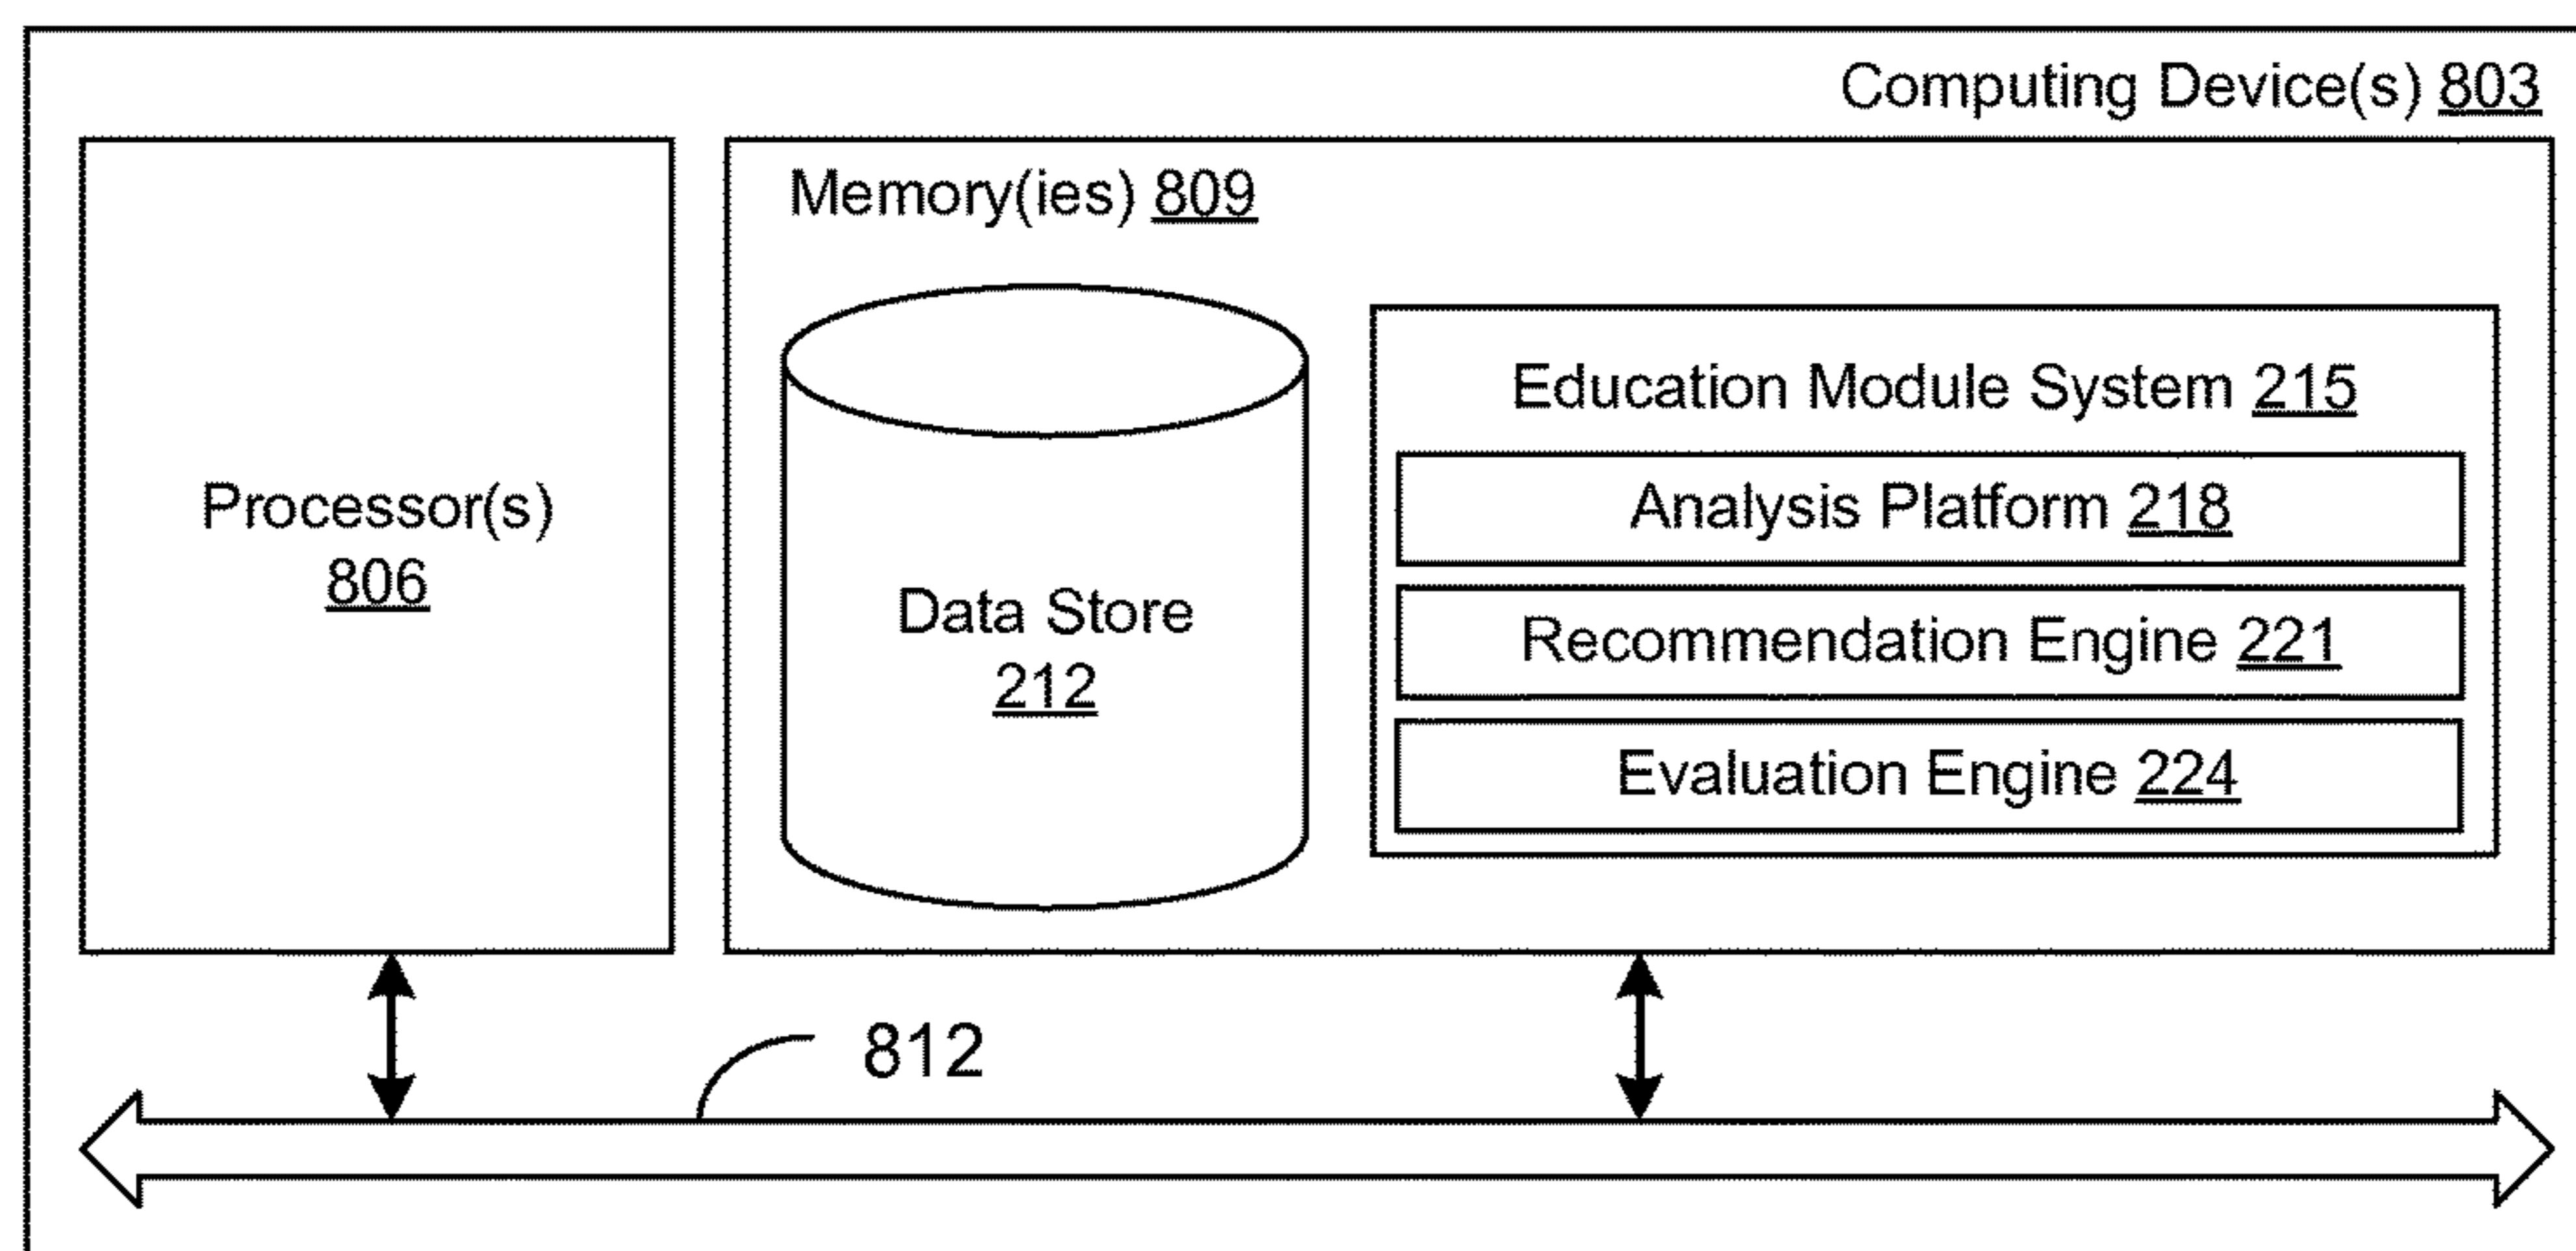 Computing Device(s) 803
Memory(ies) 809
Processor(s)
806
Data Store
212
Education Module System 215
Analysis Platform 218
Recommendation Engine 221
Evaluation Engine 224
812